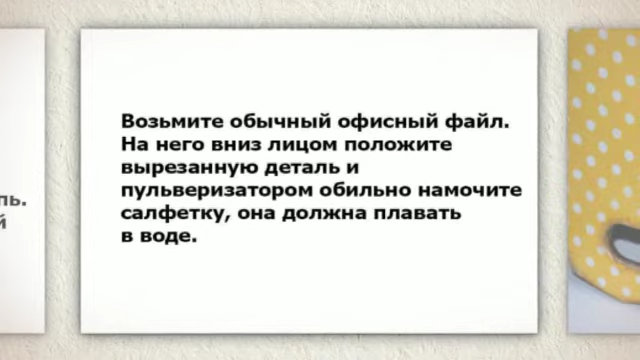 Возьмите обычный офисный файл.
На него вниз лицом положите
вырезанную деталь и
пульверизатором обильно намочите
салфетку, она должна плавать
в воде.